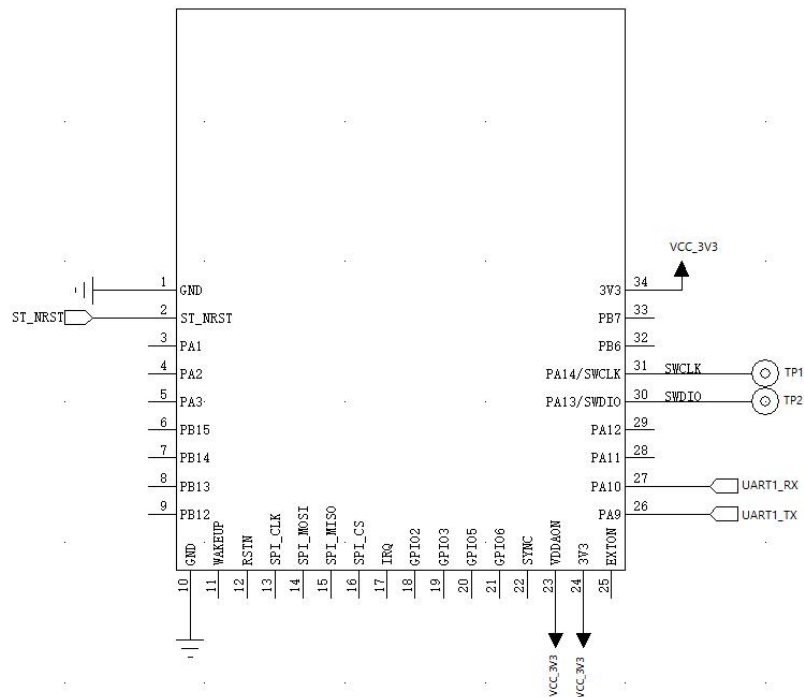 VCC_3V3
1 GND
34 3V3
ST_NRST 2 ST_NRST
33 PB7
3 PA1
32 PB6
4 PA2
PA14/SWCLK 31 SWCLK TP1
5 PA3
PA13/SWDIO 30 SWDIO TP2
6 PB15
PA12 29
7 PB14
PA11 28
8 PB13
PA10 27 UART1_RX
9 PB12
PA9 26 UART1_TX
GND 10
WAKEUP 11
RSTN 12
SPI_CLK 13
SPI_MOSI 14
SPI_MISO 15
SPI_CS 16
IRQ 17
GPIO2 18
GPIO3 19
GPIO5 20
GPIO6 21
SYNC 22
VDDAON 23
3V3 24
EXTON 25
VCC_3V3
VCC_3V3